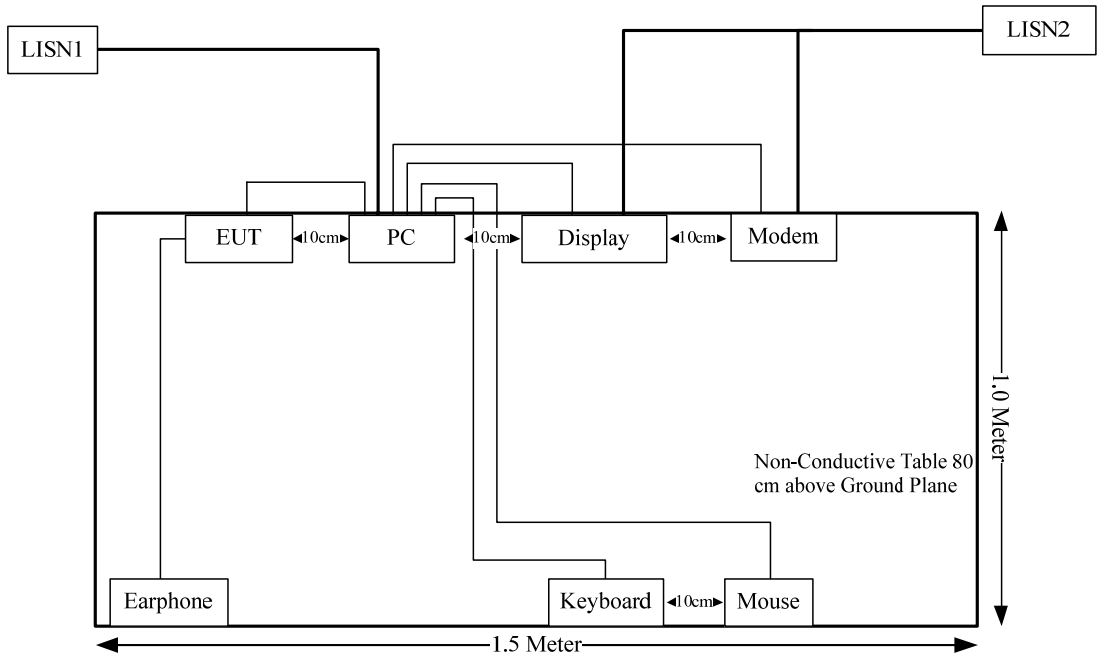 LISN1
LISN2
EUT
10cm
PC
10cm
Display
10cm
Modem
1.0 Meter
Non-Conductive Table 80
cm above Ground Plane
Earphone
Keyboard
10cm
Mouse
1.5 Meter